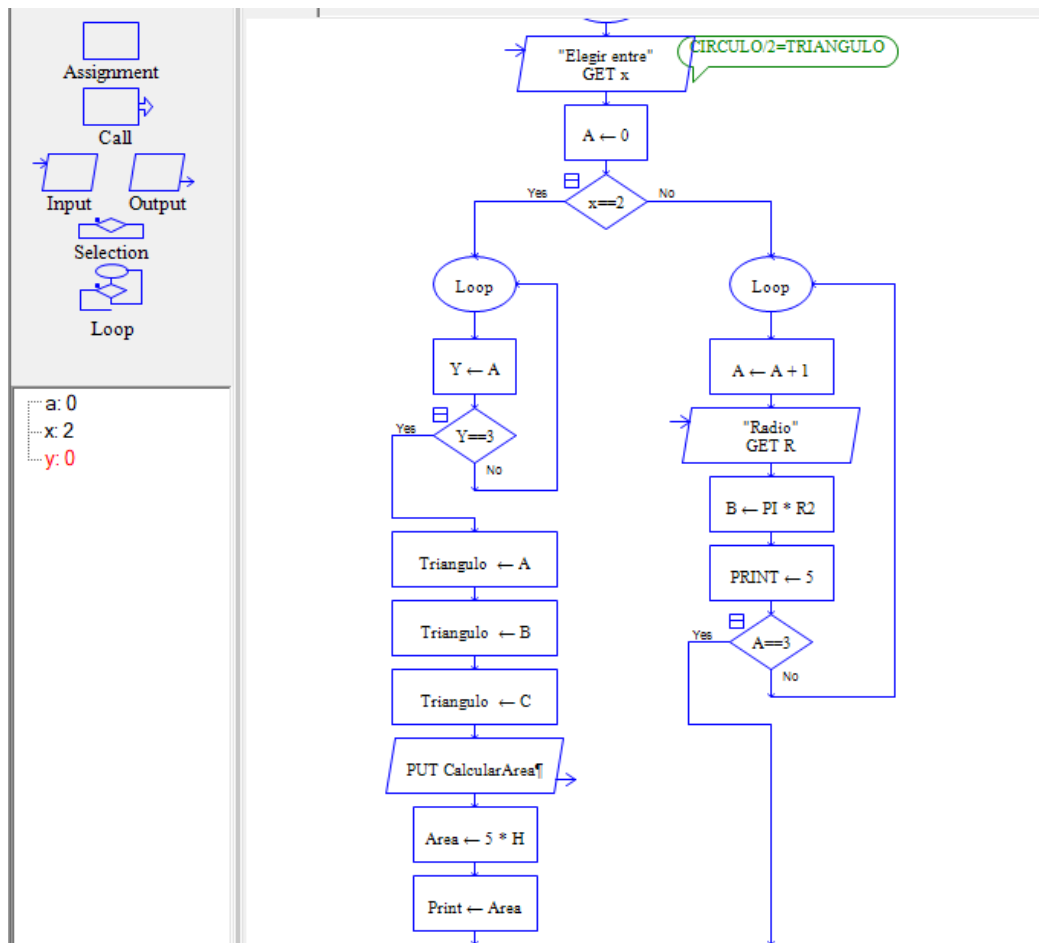 Assignment
Call
Input
Output
Selection
Loop
a: 0
x: 2
y: 0
"Elegir entre"
GET x
CIRCULO/2=TRIANGULO
A ← 0
Yes
x==2
No
Loop
Y ← A
Yes
Y==3
No
Triangulo ← A
Triangulo ← B
Triangulo ← C
PUT CalcularArea¶
Area ← 5 * H
Print ← Area
Loop
A ← A + 1
"Radio"
GET R
B ← PI * R2
PRINT ← 5
Yes
A==3
No